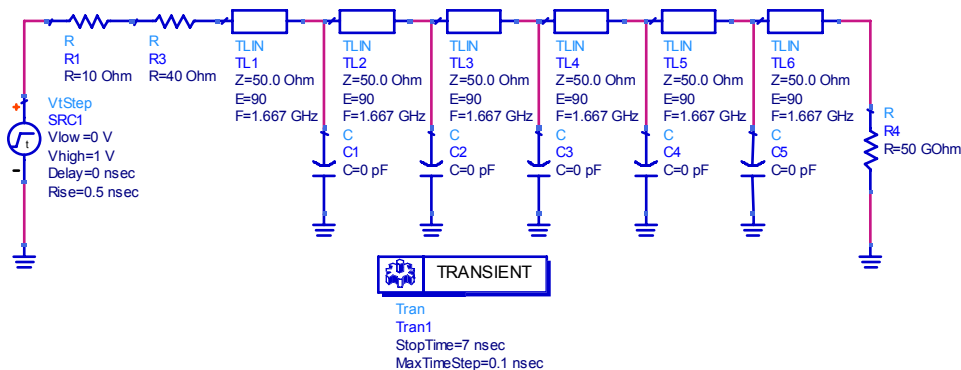 R
R1
R=10 Ohm
R
R3
R=40 Ohm
TLIN
TL1
Z=50.0 Ohm
E=90
F=1.667 GHz
TLIN
TL2
Z=50.0 Ohm
E=90
F=1.667 GHz
TLIN
TL3
Z=50.0 Ohm
E=90
F=1.667 GHz
TLIN
TL4
Z=50.0 Ohm
E=90
F=1.667 GHz
TLIN
TL5
Z=50.0 Ohm
E=90
F=1.667 GHz
TLIN
TL6
Z=50.0 Ohm
E=90
F=1.667 GHz
+
t
-
VtStep
SRC1
Vlow=0 V
Vhigh=1 V
Delay=0 nsec
Rise=0.5 nsec
C
C1
C=0 pF
C
C2
C=0 pF
C
C3
C=0 pF
C
C4
C=0 pF
C
C5
C=0 pF
R
R4
R=50 GOhm
TRANSIENT
Tran
Tran1
StopTime=7 nsec
MaxTimeStep=0.1 nsec